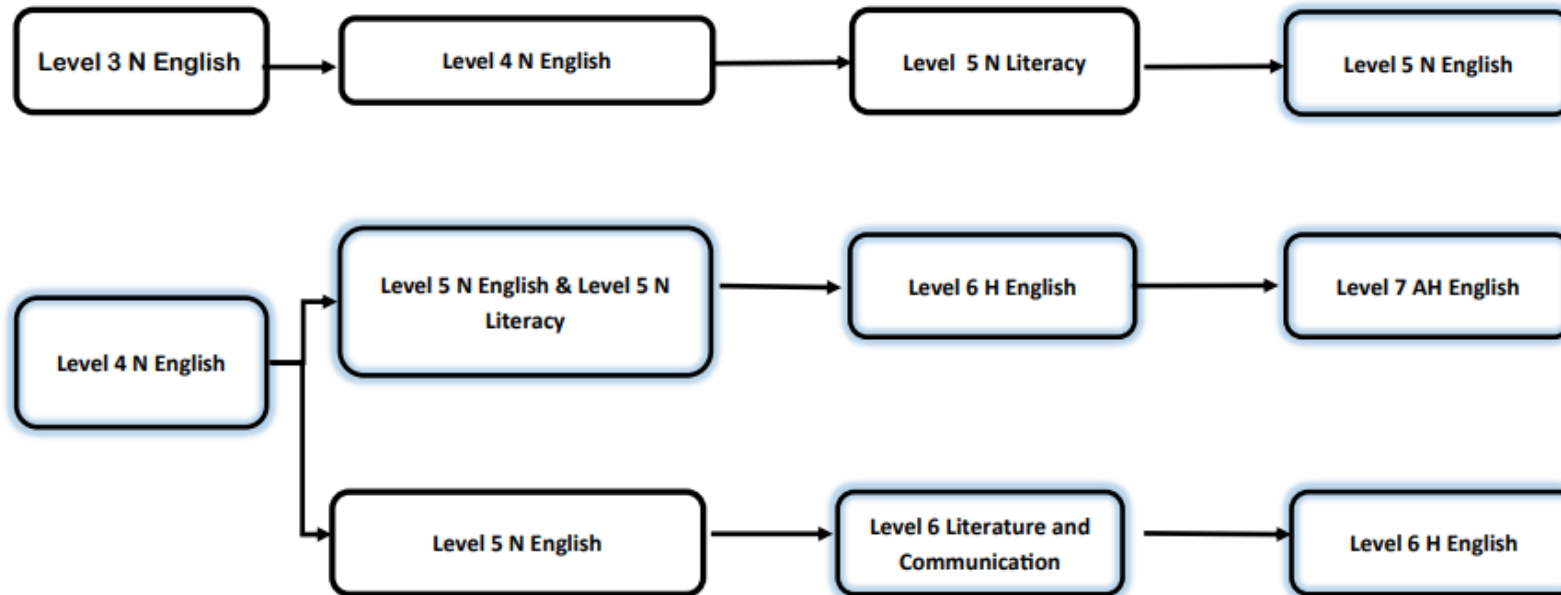 Level 3 N English
Level 4 N English
Level 5 N Literacy
Level 5 N English
Level 5 N English & Level 5 N
Literacy
Level 6 H English
Level 7 AH English
Level 4 N English
Level 5 N English
Level 6 Literature and
Communication
Level 6 H English